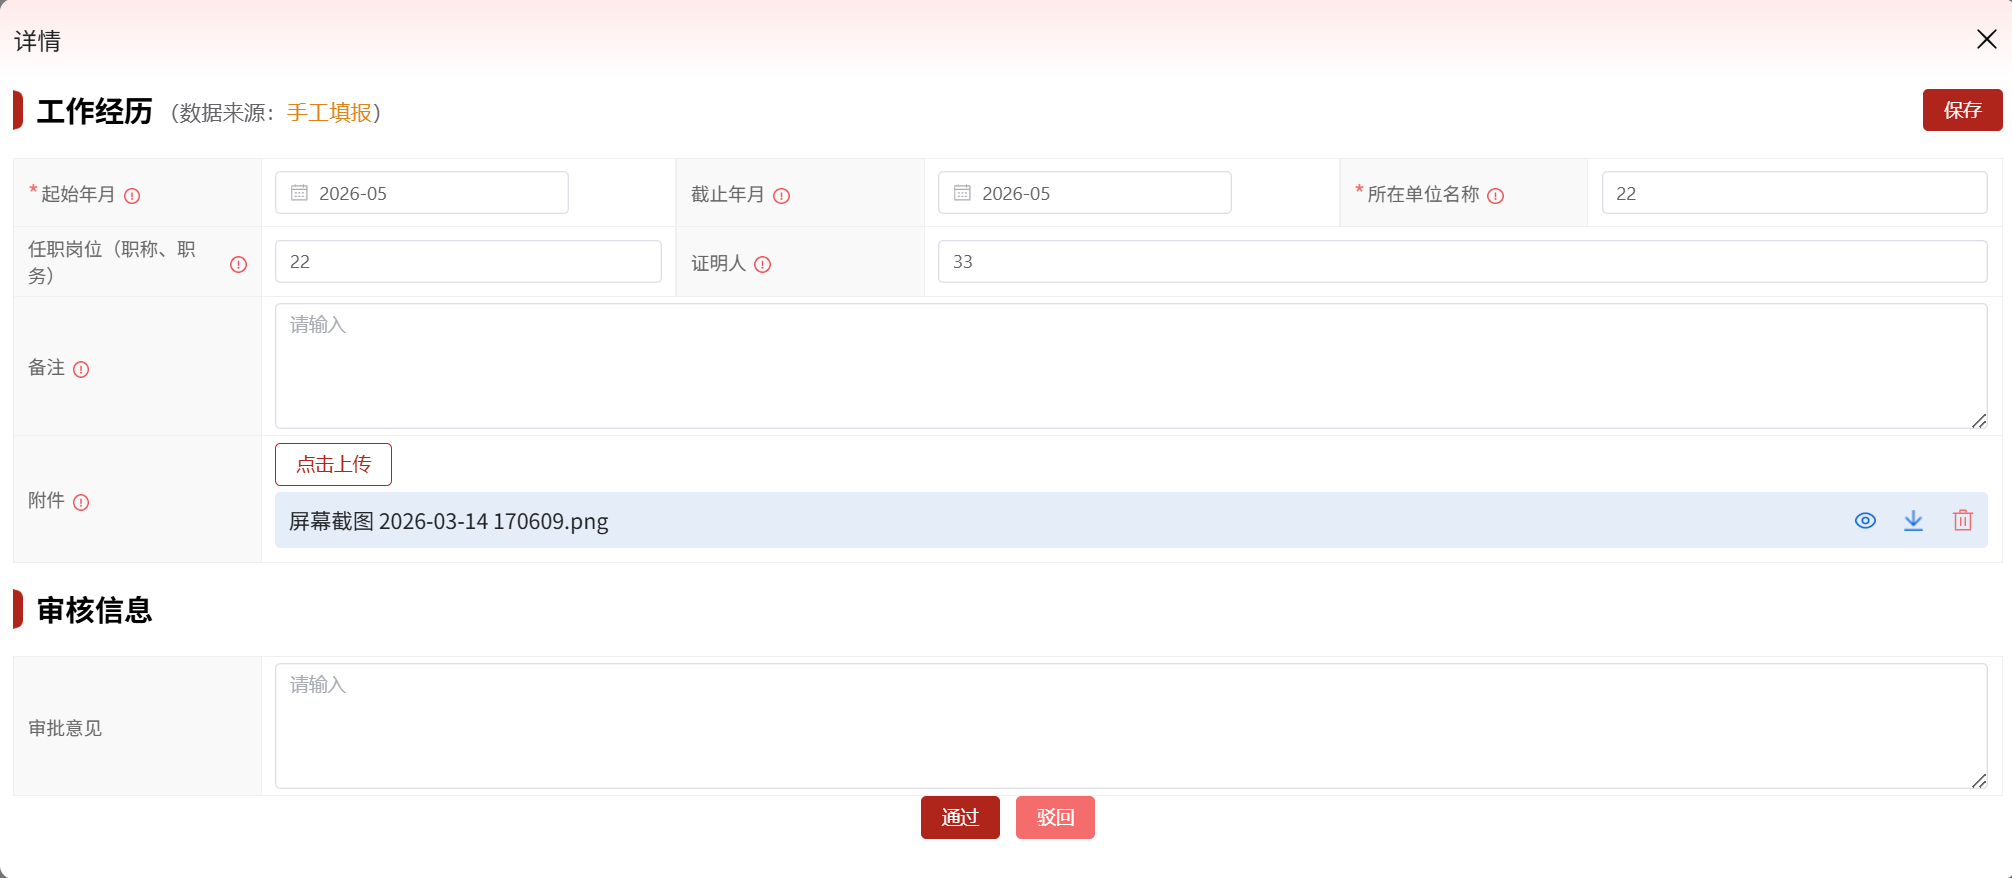 详情
工作经历 （数据来源：手工填报）
保存
* 起始年月
2026-05
截止年月
2026-05
* 所在单位名称
22
任职岗位（职称、职
务）
22
证明人
33
备注
请输入
附件
点击上传
屏幕截图 2026-03-14 170609.png
审核信息
审批意见
请输入
通过
驳回